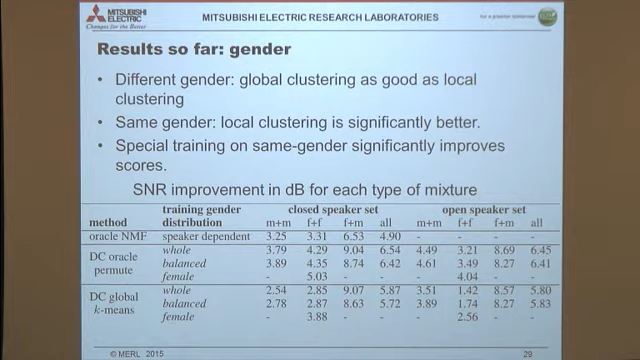 MITSUBISHI ELECTRIC
Changes for the Better
MITSUBISHI ELECTRIC RESEARCH LABORATORIES
for a greener tomorrow
Results so far: gender
• Different gender: global clustering as good as local
clustering
• Same gender: local clustering is significantly better.
• Special training on same-gender significantly improves
scores.
SNR improvement in dB for each type of mixture
training gender closed speaker set open speaker set
method distribution m+m f+f f+m all m+m f+f f+m all
oracle NMF speaker dependent 3.25 3.31 6.53 4.90 - - - -
DC oracle permute whole 3.79 4.29 9.04 6.54 4.49 3.21 8.69 6.45
balanced 3.89 4.35 8.74 6.42 4.61 3.49 8.27 6.41
female - 5.03 - - - 4.04 - -
DC global k-means whole 2.54 2.85 9.07 5.87 3.51 1.42 8.57 5.80
balanced 2.78 2.87 8.63 5.72 3.89 1.74 8.27 5.83
female - 3.88 - - - 2.56 - -
© MERL 2015
29